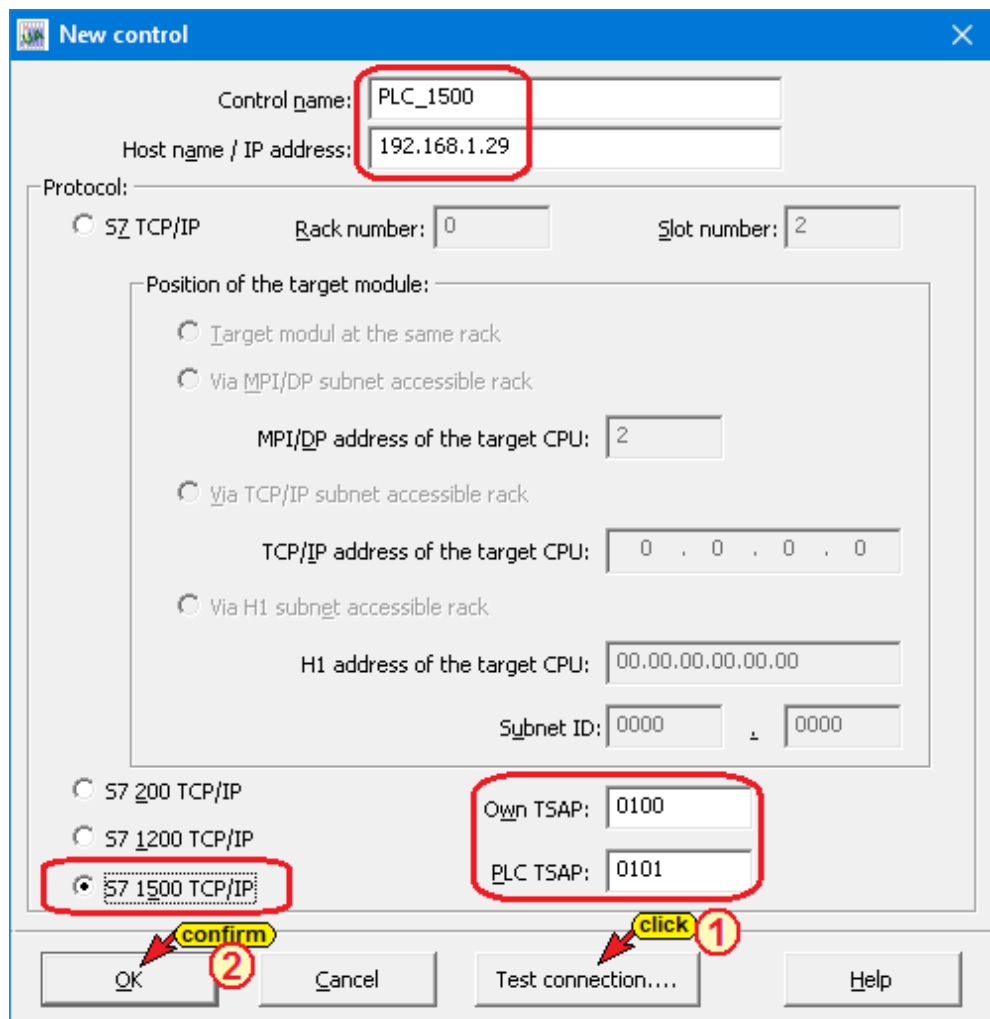 New control
Control name: PLC_1500
Host name / IP address: 192.168.1.29
Protocol:
S7 TCP/IP Rack number: 0 Slot number: 2
Position of the target module:
Target modul at the same rack
Via MPI/DP subnet accessible rack
MPI/DP address of the target CPU: 2
Via TCP/IP subnet accessible rack
TCP/IP address of the target CPU: 0 . 0 . 0 . 0
Via H1 subnet accessible rack
H1 address of the target CPU: 00.00.00.00.00.00
Subnet ID: 0000 . 0000
S7 200 TCP/IP
Own TSAP: 0100
S7 1200 TCP/IP
PLC TSAP: 0101
S7 1500 TCP/IP
confirm 2 click 1
OK Cancel Test connection.... Help